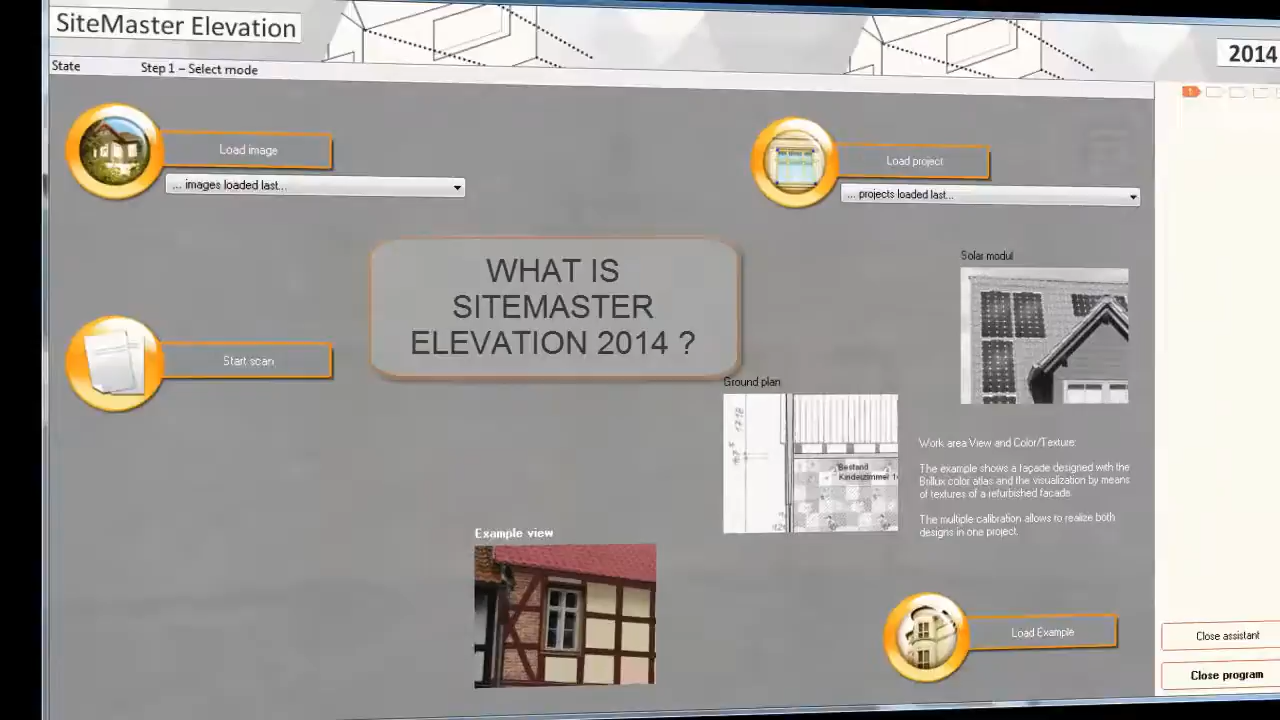 SiteMaster Elevation
2014
State
Step 1 – Select mode
1
Load image
... images loaded last...
Load project
... projects loaded last...
WHAT IS
SITEMASTER
ELEVATION 2014 ?
Solar modul
Start scan
Ground plan
Bestand
Kinderzimmer
Work area View and Color/Texture:
The example shows a façade designed with the
Brillux color atlas and the visualization by means
of textures of a refurbished facade.
The multiple calibration allows to realize both
designs in one project.
Example view
Load Example
Close assistant
Close program